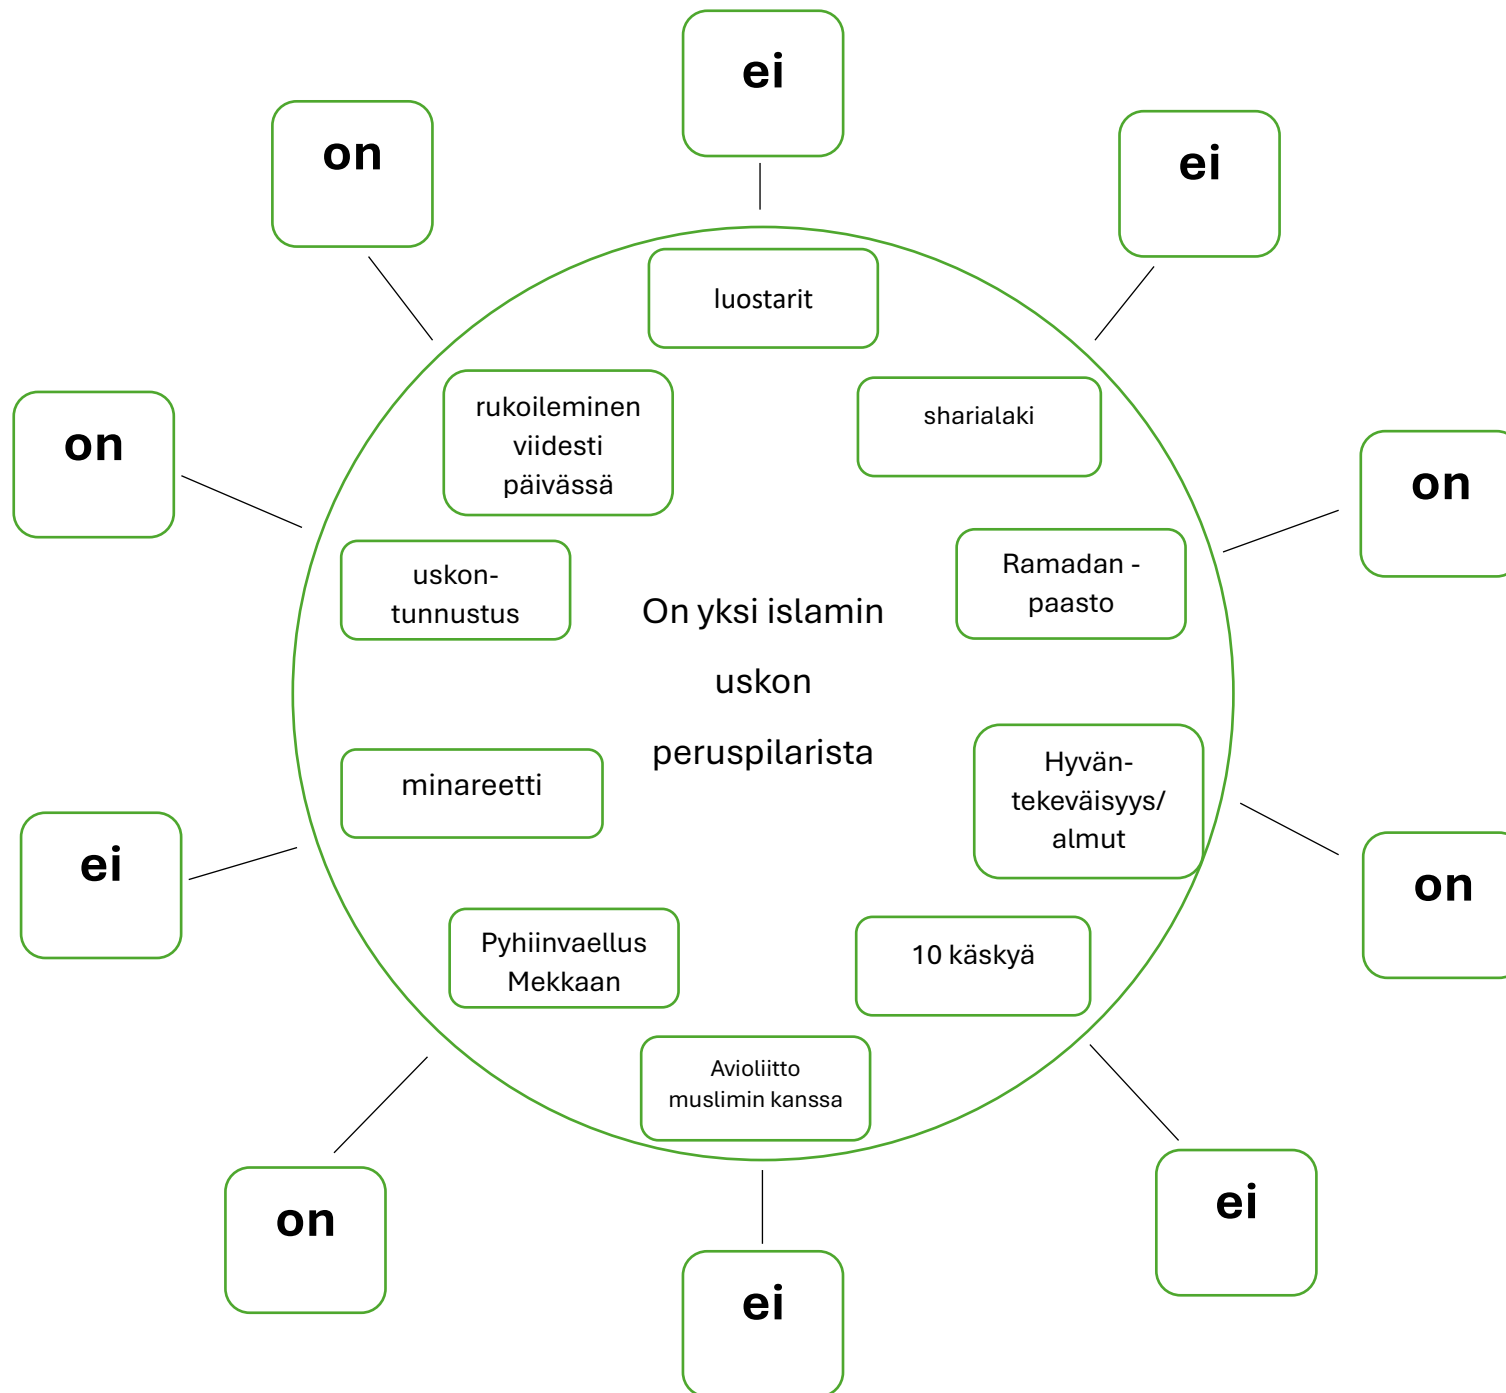 ei
on
ei
luostarit
rukoileminen
viidesti
päivässä
sharialaki
on
on
uskon-
tunnustus
Ramadan -
paasto
On yksi islamin
uskon
peruspilarista
minareetti
Hyvän-
tekeväisyys/
almut
ei
on
Pyhiinvaellus
Mekkaan
10 käskyä
Avioliitto
muslimin kanssa
on
ei
ei